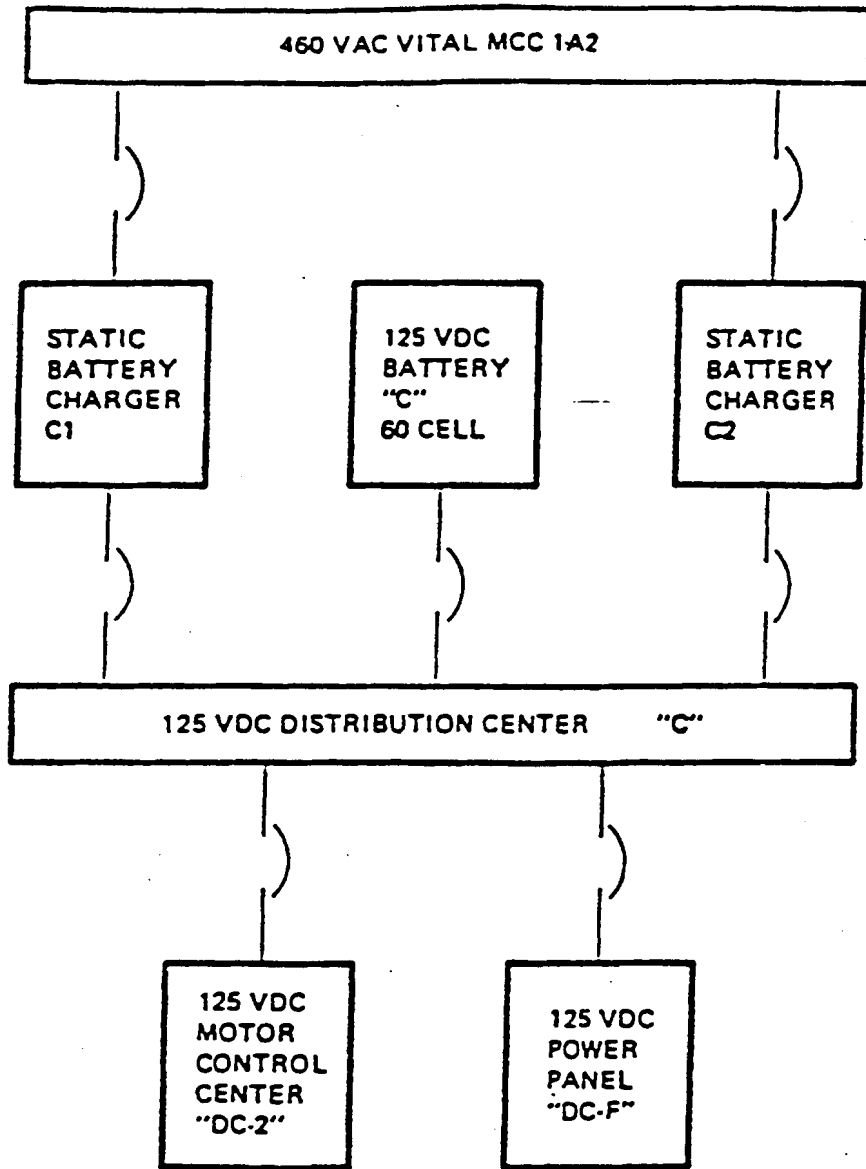 460 VAC VITAL MCC 1A2
STATIC
BATTERY
CHARGER
C1
125 VDC
BATTERY
"C"
60 CELL
STATIC
BATTERY
CHARGER
C2
125 VDC DISTRIBUTION CENTER "C"
125 VDC
MOTOR
CONTROL
CENTER
"DC-2"
125 VDC
POWER
PANEL
"DC-F"